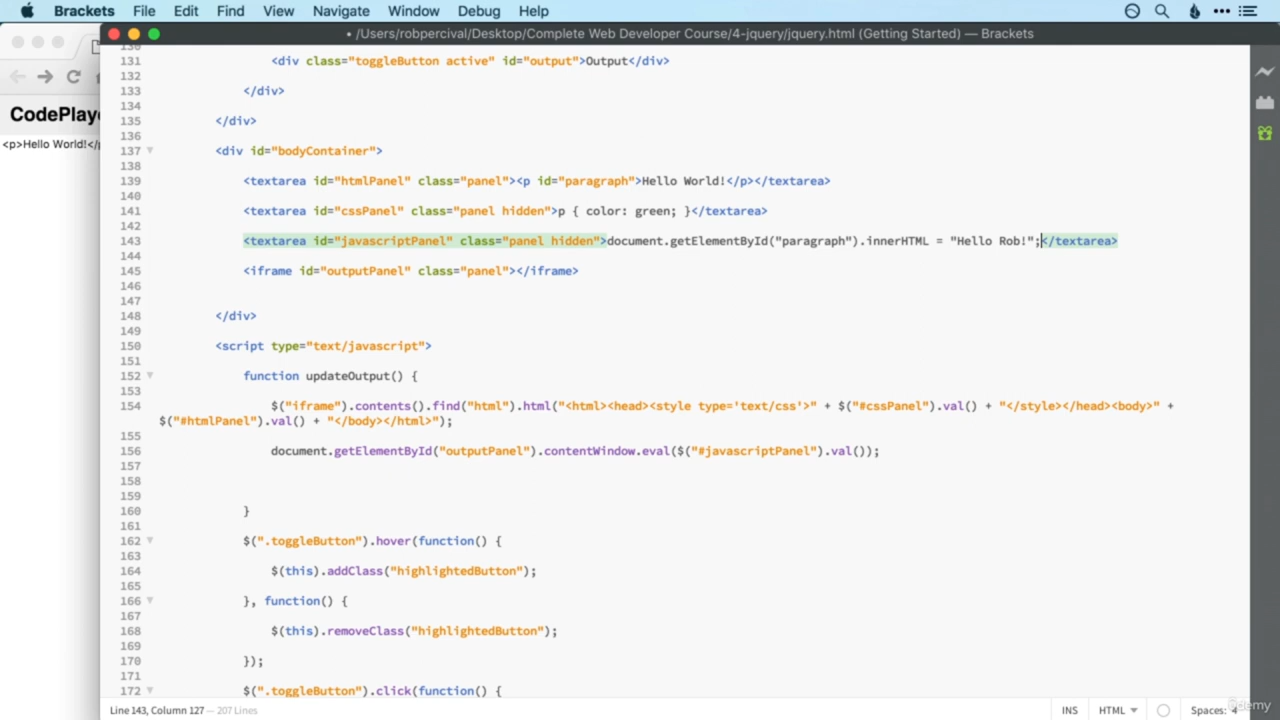 Brackets File Edit Find View Navigate Window Debug Help
• /Users/robpercival/Desktop/Complete Web Developer Course/4-jquery/jquery.html (Getting Started) — Brackets
CodePlaye
<p>Hello World!</p
130
131 <div class="toggleButton active" id="output">Output</div>
132
133 </div>
134
135 </div>
136
137 <div id="bodyContainer">
138
139 <textarea id="htmlPanel" class="panel"><p id="paragraph">Hello World!</p></textarea>
140
141 <textarea id="cssPanel" class="panel hidden">p { color: green; }</textarea>
142
143 <textarea id="javascriptPanel" class="panel hidden">document.getElementById("paragraph").innerHTML = "Hello Rob!";</textarea>
144
145 <iframe id="outputPanel" class="panel"></iframe>
146
147
148 </div>
149
150 <script type="text/javascript">
151
152 function updateOutput() {
153
154 $("iframe").contents().find("html").html("<html><head><style type='text/css'>" + $("#cssPanel").val() + "</style></head><body>" +
$("#htmlPanel").val() + "</body></html>");
155
156 document.getElementById("outputPanel").contentWindow.eval($("#javascriptPanel").val());
157
158
159
160 }
161
162 $(".toggleButton").hover(function() {
163
164 $(this).addClass("highlightedButton");
165
166 }, function() {
167
168 $(this).removeClass("highlightedButton");
169
170 });
171
172 $(".toggleButton").click(function() {
Line 143, Column 127 — 207 Lines
INS HTML Spaces: 4
ûdemy